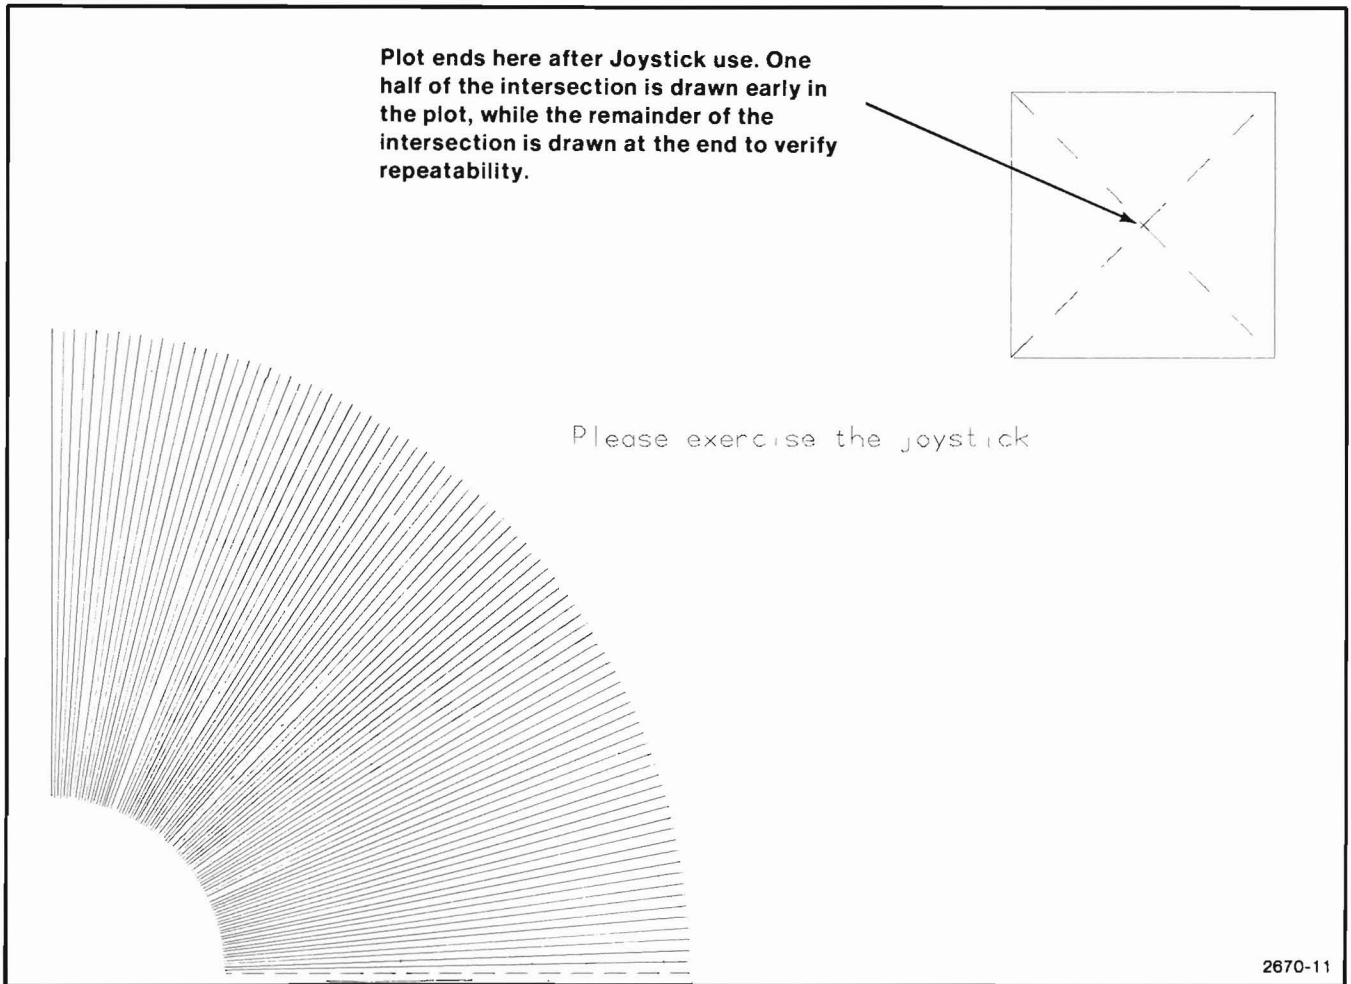 Plot ends here after Joystick use. One
half of the intersection is drawn early in
the plot, while the remainder of the
intersection is drawn at the end to verify
repeatability.
Please exercise the joystick
2670-11